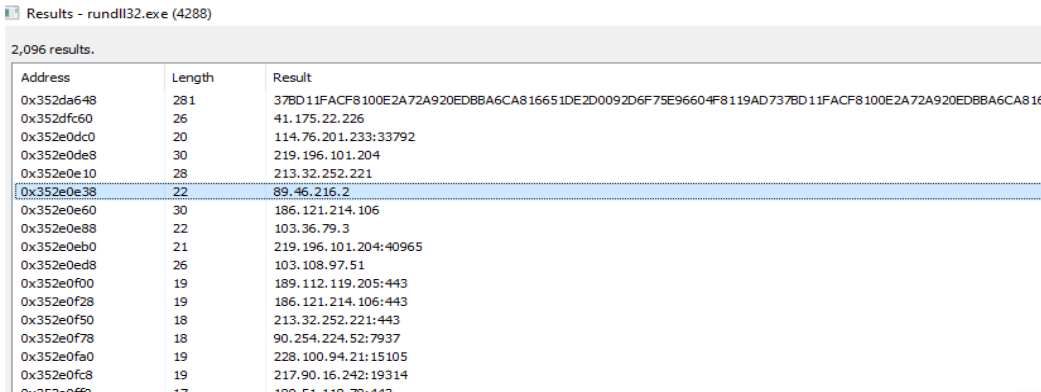 Results - rundll32.exe (4288)
2,096 results.
Address Length Result
0x352da648 281 37BD11FACF8100E2A72A920EDBBA6CA816651DE2D0092D6F75E96604F8119AD737BD11FACF8100E2A72A920EDBBA6CA816
0x352dfc60 26 41.175.22.226
0x352e0dc0 20 114.76.201.233:33792
0x352e0de8 30 219.196.101.204
0x352e0e10 28 213.32.252.221
0x352e0e38 22 89.46.216.2
0x352e0e60 30 186.121.214.106
0x352e0e88 22 103.36.79.3
0x352e0eb0 21 219.196.101.204:40965
0x352e0ed8 26 103.108.97.51
0x352e0f00 19 189.112.119.205:443
0x352e0f28 19 186.121.214.106:443
0x352e0f50 18 213.32.252.221:443
0x352e0f78 18 90.254.224.52:7937
0x352e0fa0 19 228.100.94.21:15105
0x352e0fc8 19 217.90.16.242:19314